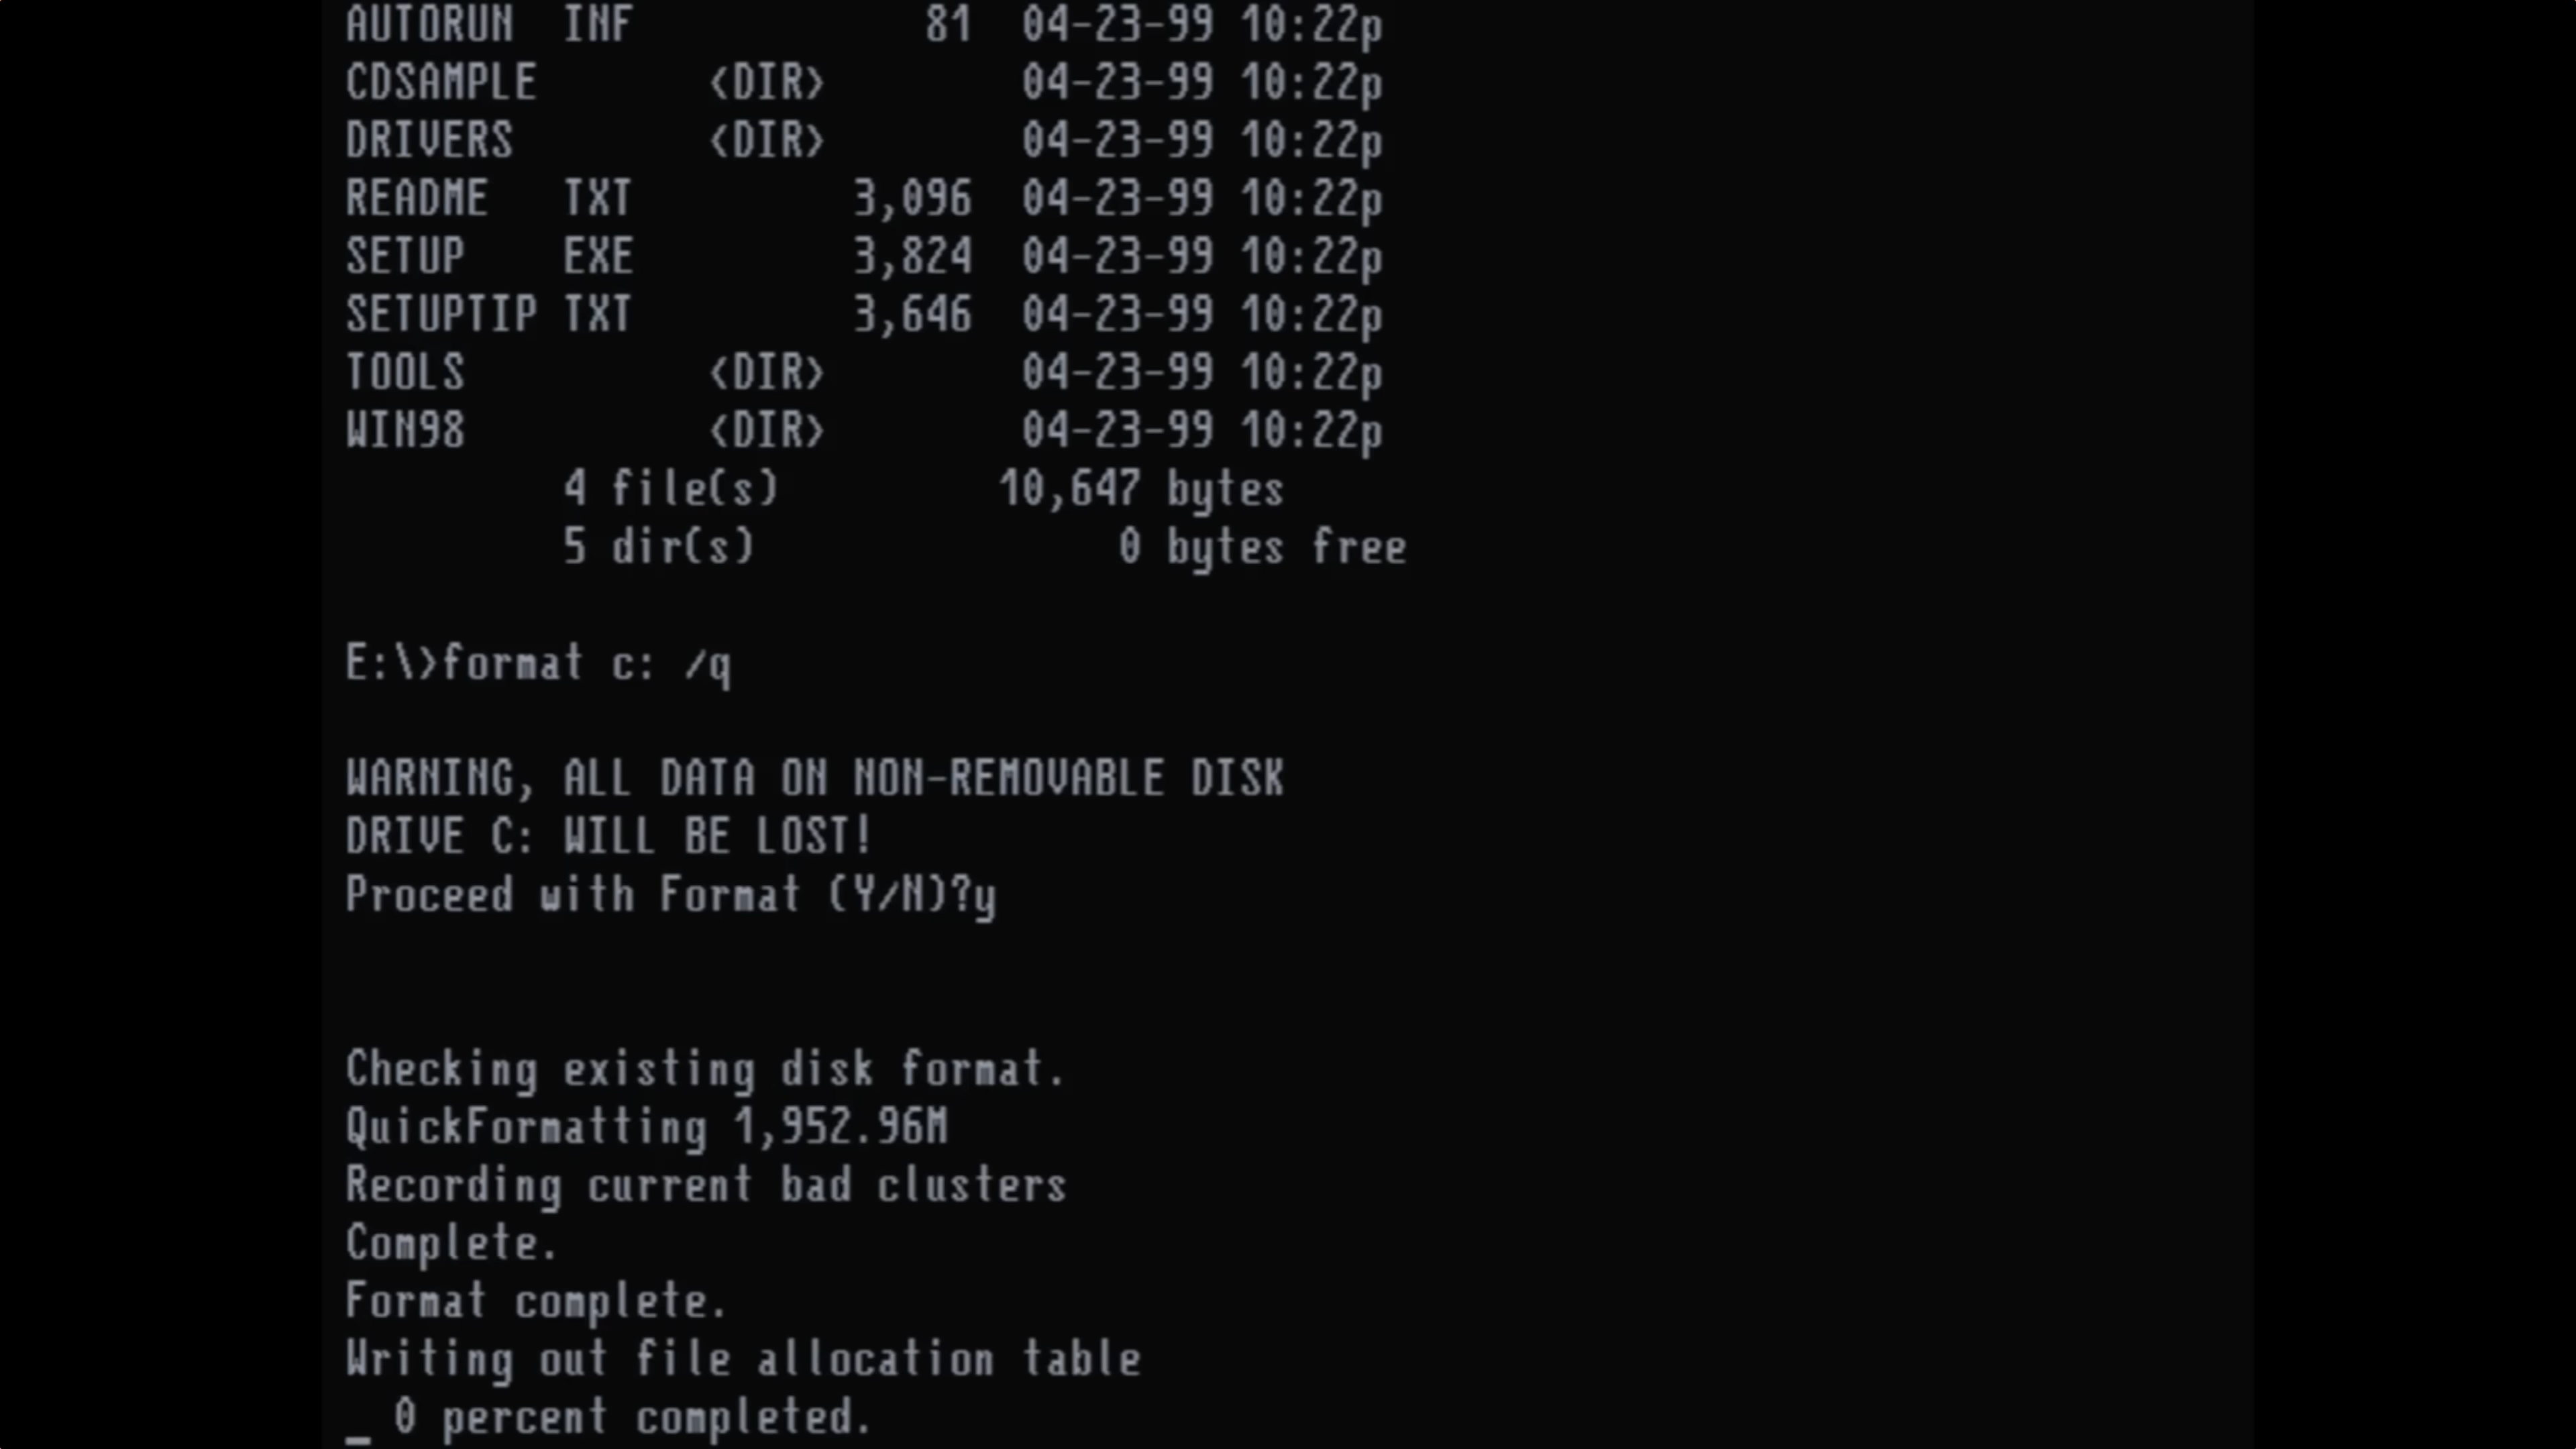 AUTORUN  INF            81  04-23-99 10:22p
CDSAMPLE       <DIR>        04-23-99 10:22p
DRIVERS        <DIR>        04-23-99 10:22p
README   TXT         3,096  04-23-99 10:22p
SETUP    EXE         3,824  04-23-99 10:22p
SETUPTIP TXT         3,646  04-23-99 10:22p
TOOLS          <DIR>        04-23-99 10:22p
WIN98          <DIR>        04-23-99 10:22p
4 file(s)         10,647 bytes
5 dir(s)               0 bytes free
E:\>format c: /q
WARNING, ALL DATA ON NON-REMOVABLE DISK
DRIVE C: WILL BE LOST!
Proceed with Format (Y/N)?y
Checking existing disk format.
QuickFormatting 1,952.96M
Recording current bad clusters
Complete.
Format complete.
Writing out file allocation table
_ 0 percent completed.